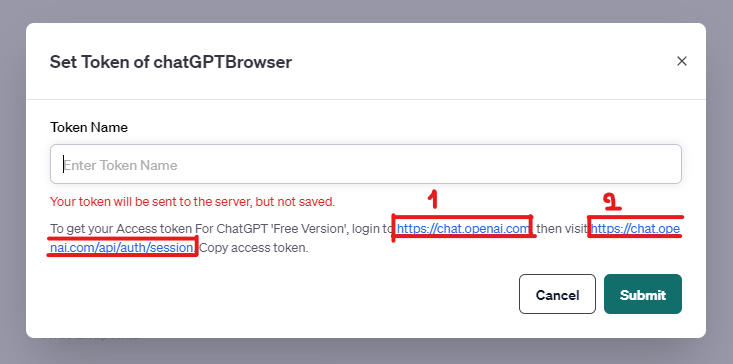 Set Token of chatGPTBrowser
×
Token Name
Enter Token Name
1
2
Your token will be sent to the server, but not saved.
To get your Access token For ChatGPT 'Free Version', login to https://chat.openai.com, then visit https://chat.ope
nai.com/api/auth/session. Copy access token.
Cancel
Submit